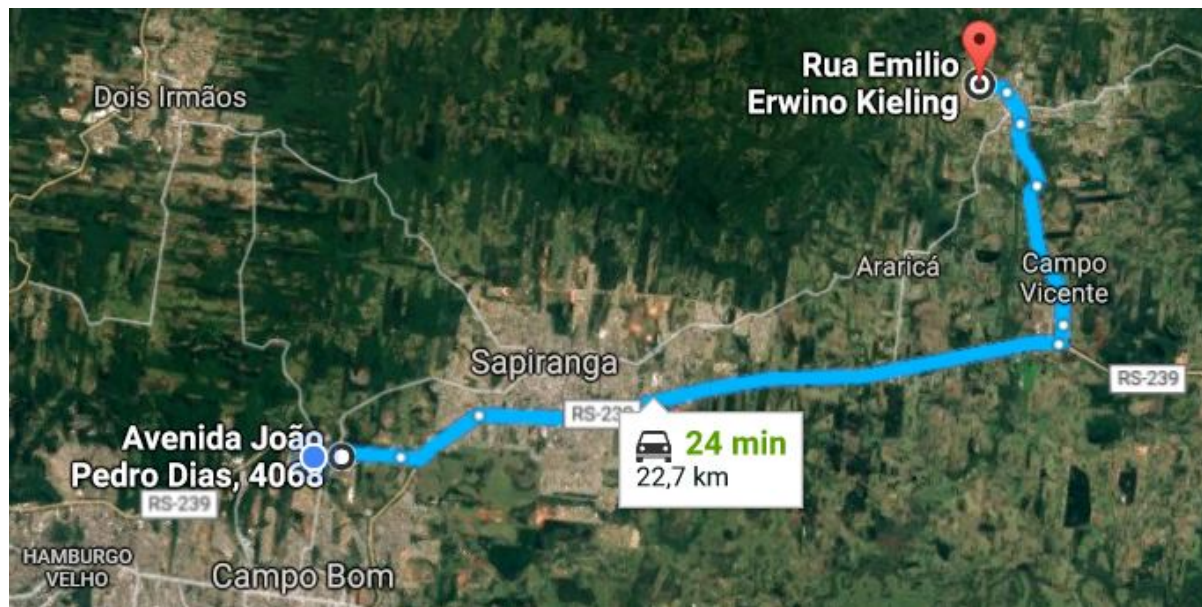 Dois Irmãos
Rua Emilio
Erwino Kieling
Araricá
Campo
Vicente
Sapiranga
RS-239
RS-239
24 min
22,7 km
Avenida João
Pedro Dias, 4068
RS-239
HAMBURGO
VELHO
Campo Bom